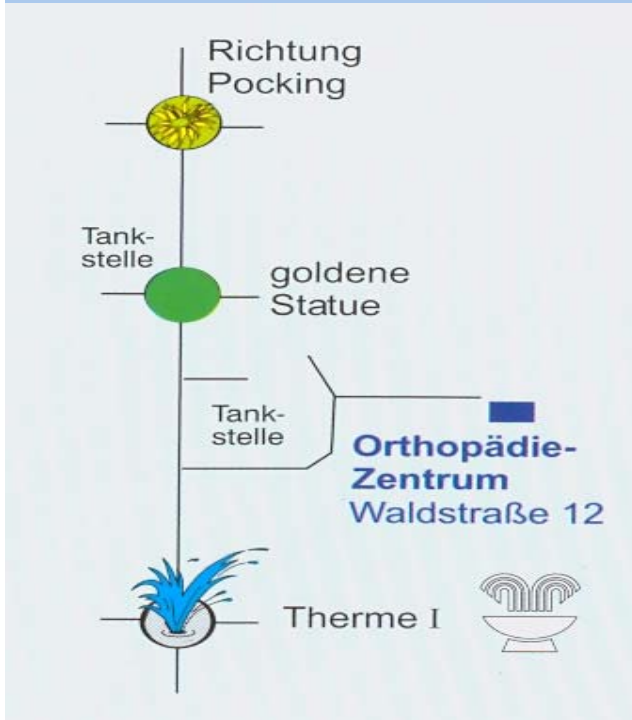 Richtung
Pocking
Tank-
stelle
goldene
Statue
Tank-
stelle
Orthopädie-
Zentrum
Waldstraße 12
Therme I